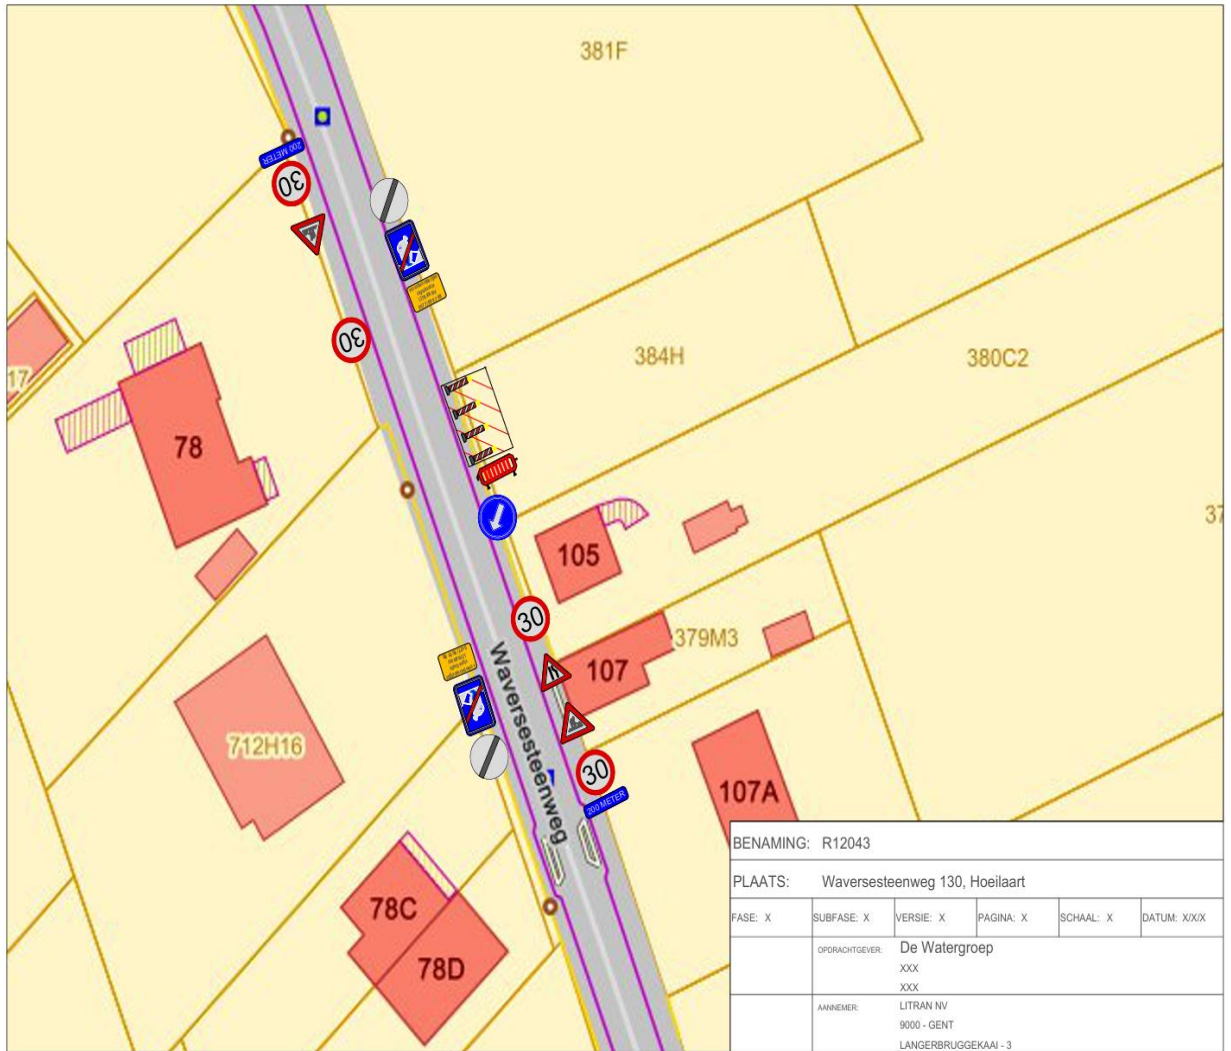 381F
200 METER
30
30
384H
380C2
17
78
37
105
30
379M3
107
Waversesteenweg
712H16
30
200 METER
107A
78C
78D
BENAMING: R12043
PLAATS: Waversesteenweg 130, Hoeilaart
FASE: X SUBFASE: X VERSIE: X PAGINA: X SCHAAL: X DATUM: X/X/X
OPDRACHTGEVER: De Watergroep
XXX
XXX
AANNEMER: LITRAN NV
9000 - GENT
LANGERBRUGGEKAAI - 3